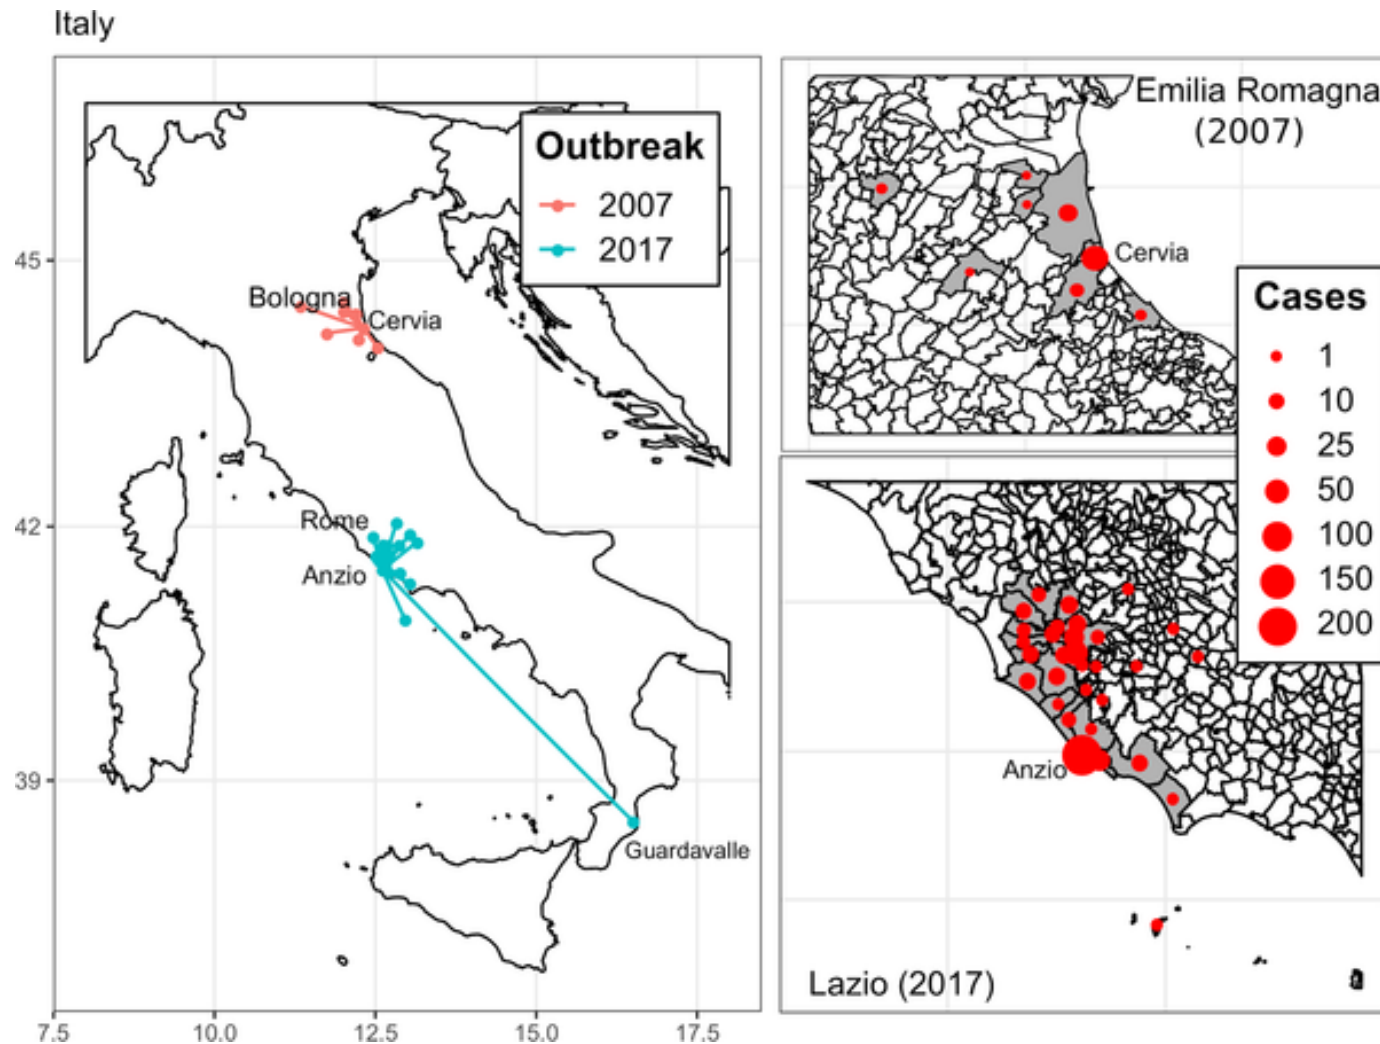 Italy
Outbreak
2007
2017
45
42
39
7.5
10.0
12.5
15.0
17.5
Bologna
Cervia
Rome
Anzio
Guardavalle
Emilia Romagna
(2007)
Cervia
Cases
1
10
25
50
100
150
200
Anzio
Lazio (2017)